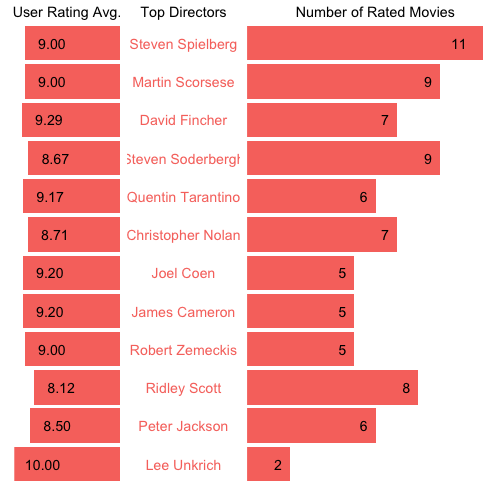 User Rating Avg. Top Directors Number of Rated Movies
9.00 Steven Spielberg 11
9.00 Martin Scorsese 9
9.29 David Fincher 7
8.67 Steven Soderbergh 9
9.17 Quentin Tarantino 6
8.71 Christopher Nolan 7
9.20 Joel Coen 5
9.20 James Cameron 5
9.00 Robert Zemeckis 5
8.12 Ridley Scott 8
8.50 Peter Jackson 6
10.00 Lee Unkrich 2